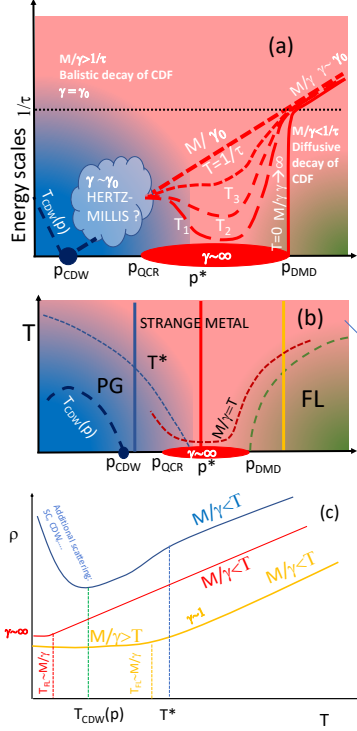 (a)
M/γ>1/τ
Balistic decay of CDF
γ = γ₀
Energy scales 1/τ
M/γ γ~γ₀
M/ γ₀
T=1/τ
M/γ<1/τ
Diffusive
decay of
CDF
γ ~γ₀
HERTZ-
MILLIS ?
T₃
T₁
T₂
T=0 M/γ γ→∞
T_CDW(p)
γ~∞
p_CDW
p_QCR
p*
p_DMD
(b)
T
STRANGE METAL
T*
PG
M/γ=T
FL
T_CDW(p)
γ~∞
p_CDW
p_QCR
p*
p_DMD
(c)
ρ
Additional scattering:
SC CDW....
M/γ<T
M/γ<T
M/γ<T
γ~∞
M/γ>T
γ~1
T_FL~M/γ
T_FL~M/γ
T_CDW(p)
T*
T